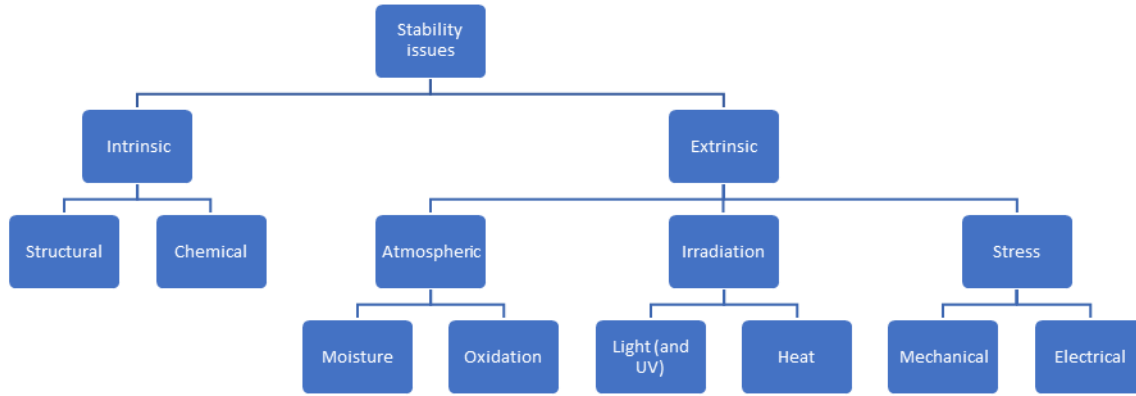 Stability
issues
Intrinsic
Extrinsic
Structural
Chemical
Atmospheric
Irradiation
Stress
Moisture
Oxidation
Light (and
UV)
Heat
Mechanical
Electrical